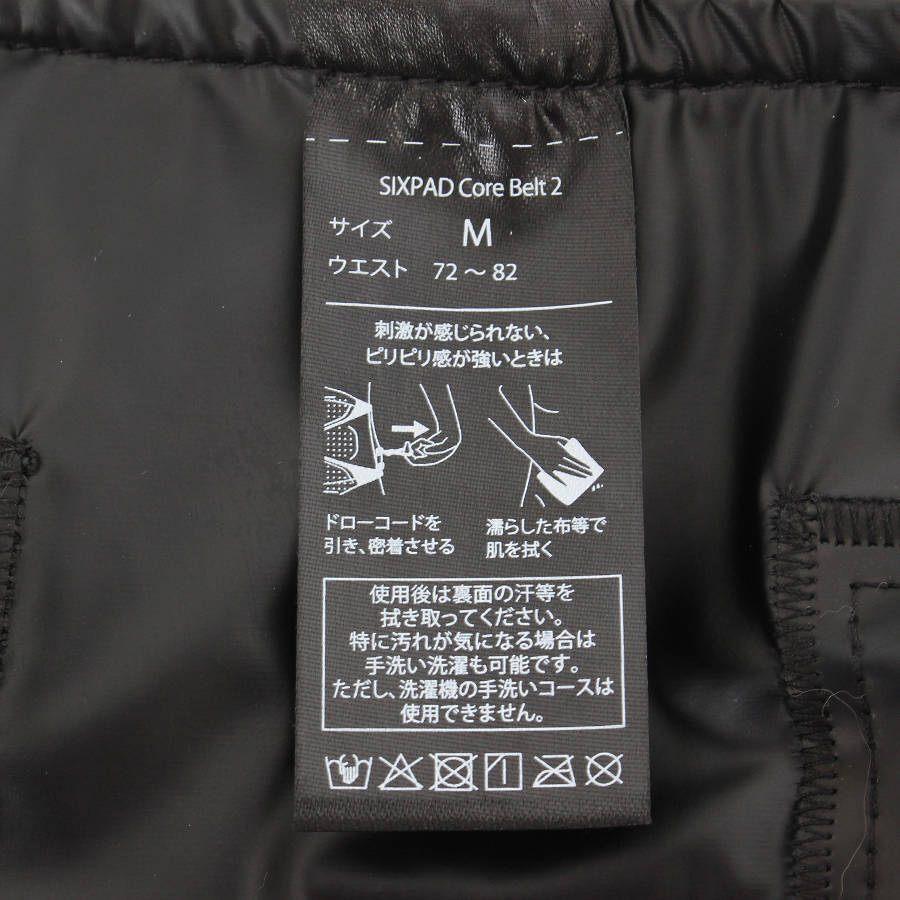 SIXPAD Core Belt 2
サイズ M
ウエスト 72～82
刺激が感じられない、
ピリピリ感が強いときは
ドローコードを
引き、密着させる
濡らした布等で
肌を拭く
使用後は裏面の汗等を
拭き取ってください。
特に汚れが気になる場合は
手洗い洗濯も可能です。
ただし、洗濯機の手洗いコースは
使用できません。